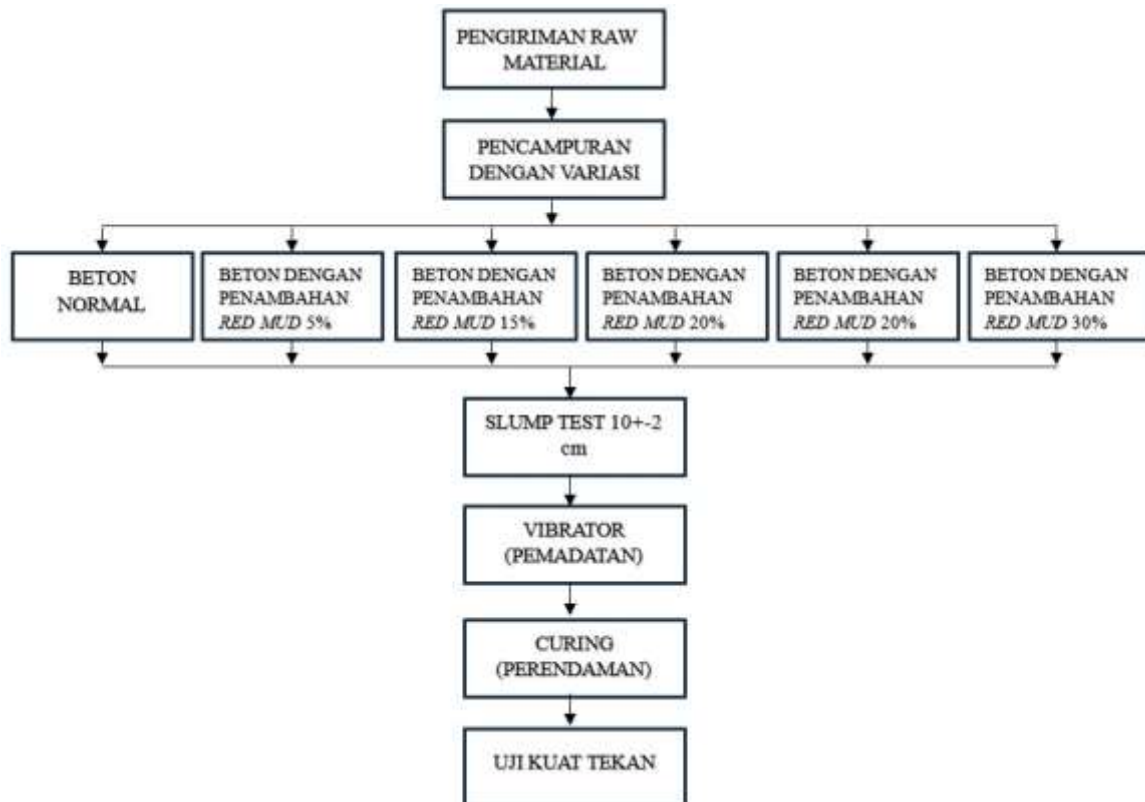 PENGIRIMAN RAW
MATERIAL
PENCAMPURAN
DENGAN VARIASI
BETON
NORMAL
BETON DENGAN
PENAMBAHAN
RED MUD 5%
BETON DENGAN
PENAMBAHAN
RED MUD 15%
BETON DENGAN
PENAMBAHAN
RED MUD 20%
BETON DENGAN
PENAMBAHAN
RED MUD 20%
BETON DENGAN
PENAMBAHAN
RED MUD 30%
SLUMP TEST 10+-2
cm
VIBRATOR
(PEMADATAN)
CURING
(PERENDAMAN)
UJI KUAT TEKAN